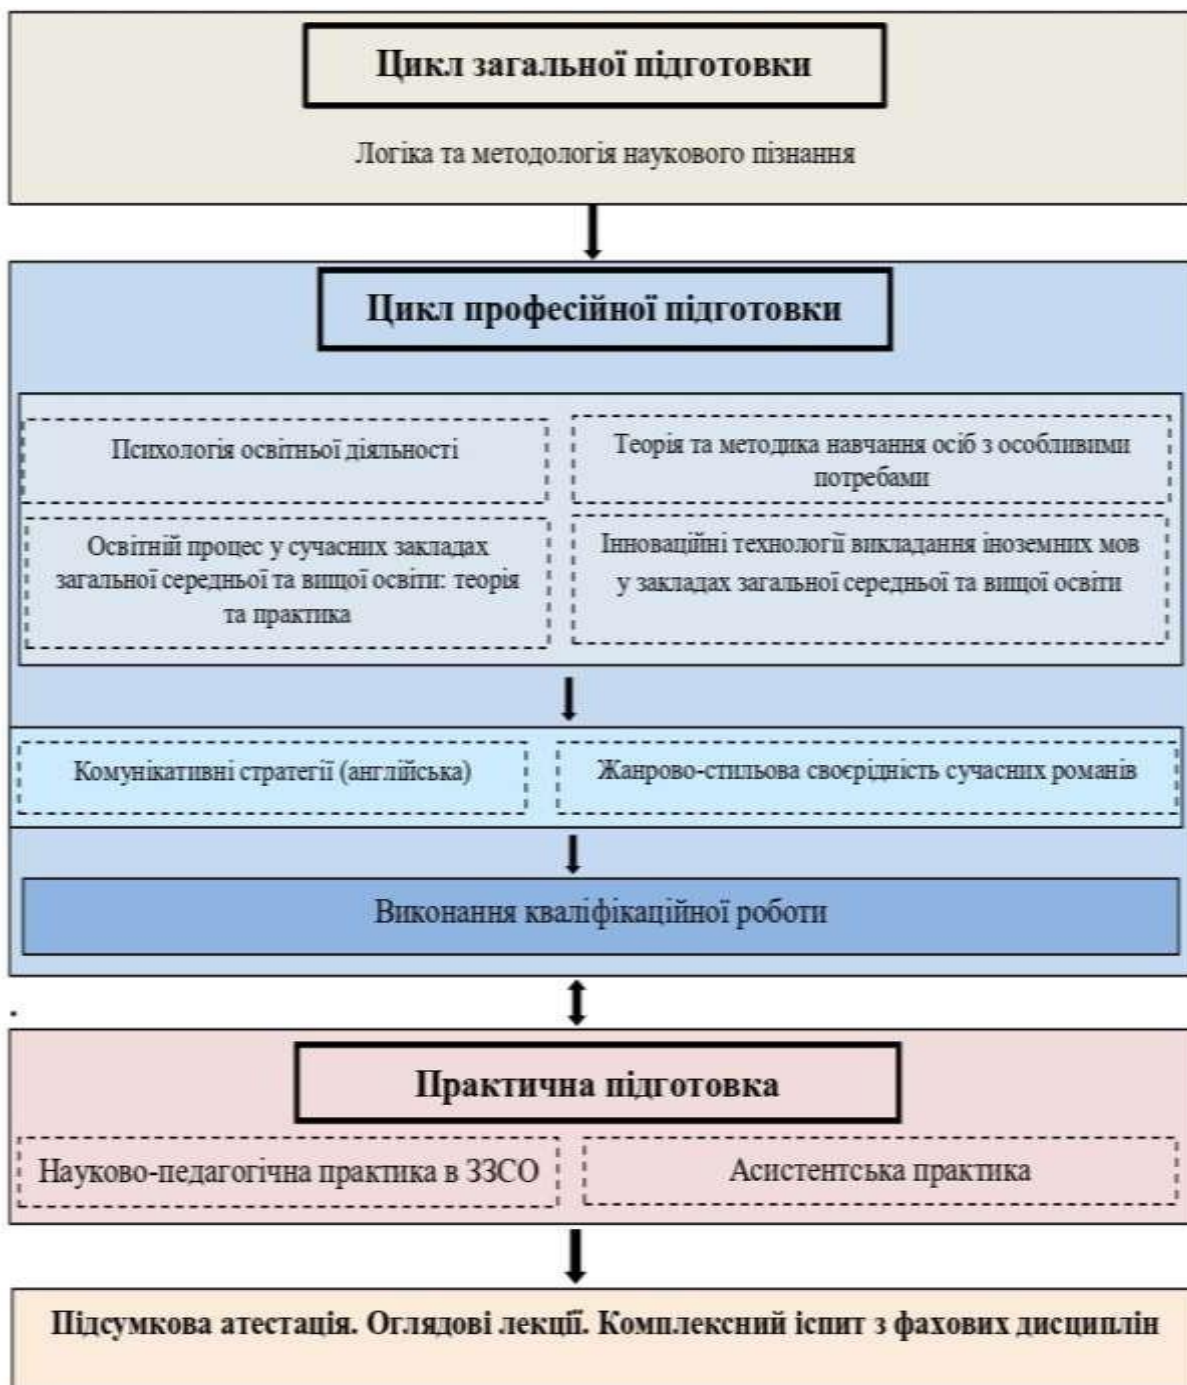 Цикл загальної підготовки
Логіка та методологія наукового пізнання
Цикл професійної підготовки
Психологія освітньої діяльності
Теорія та методика навчання осіб з особливими
потребами
Освітній процес у сучасних закладах
загальної середньої та вищої освіти: теорія
та практика
Інноваційні технології викладання іноземних мов
у закладах загальної середньої та вищої освіти
Комунікативні стратегії (англійська)
Жанрово-стильова своєрідність сучасних романів
Виконання кваліфікаційної роботи
.
Практична підготовка
Науково-педагогічна практика в ЗЗСО
Асистентська практика
Підсумкова атестація. Оглядові лекції. Комплексний іспит з фахових дисциплін